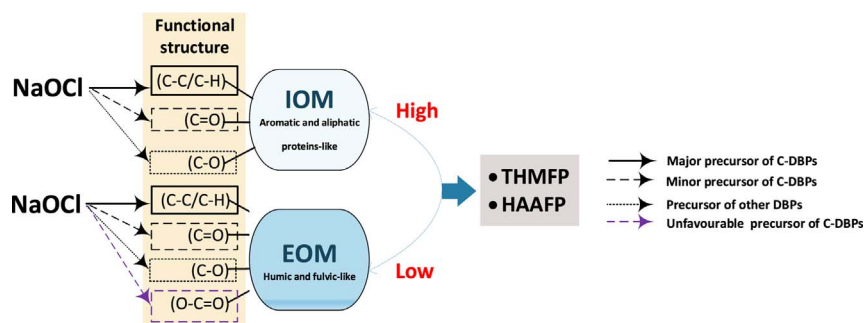 Functional
structure
NaOCl
(C-C/C-H)
(C=O)
(C-O)
IOM
Aromatic and aliphatic
proteins-like
NaOCl
(C-C/C-H)
(C=O)
(C-O)
(O-C=O)
EOM
Humic and fulvic-like
High
Low
• THMFP
• HAAFP
Major precursor of C-DBPs
Minor precursor of C-DBPs
Precursor of other DBPs
Unfavourable precursor of C-DBPs